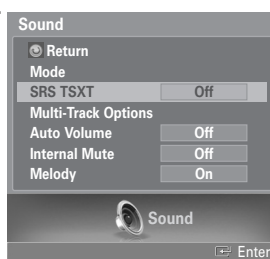 Sound
Return
Mode
SRS TSXT Off
Multi-Track Options
Auto Volume Off
Internal Mute Off
Melody On
Sound
Enter